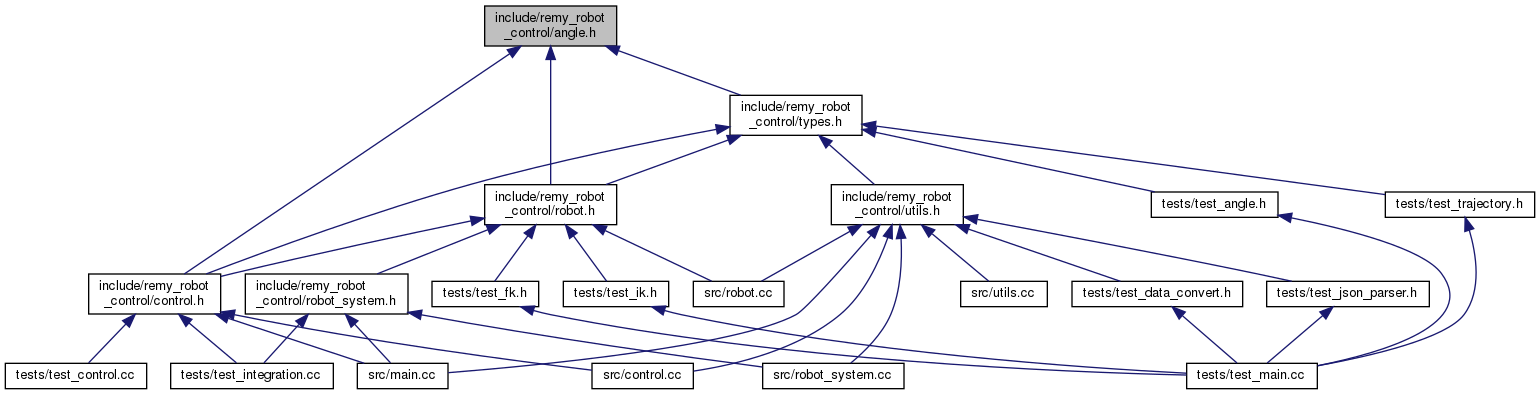 include/remy_robot
_control/angle.h
include/remy_robot
_control/types.h
include/remy_robot
_control/robot.h
include/remy_robot
_control/utils.h
tests/test_angle.h
tests/test_trajectory.h
include/remy_robot
_control/control.h
include/remy_robot
_control/robot_system.h
tests/test_fk.h
tests/test_ik.h
src/robot.cc
src/utils.cc
tests/test_data_convert.h
tests/test_json_parser.h
tests/test_control.cc
tests/test_integration.cc
src/main.cc
src/control.cc
src/robot_system.cc
tests/test_main.cc